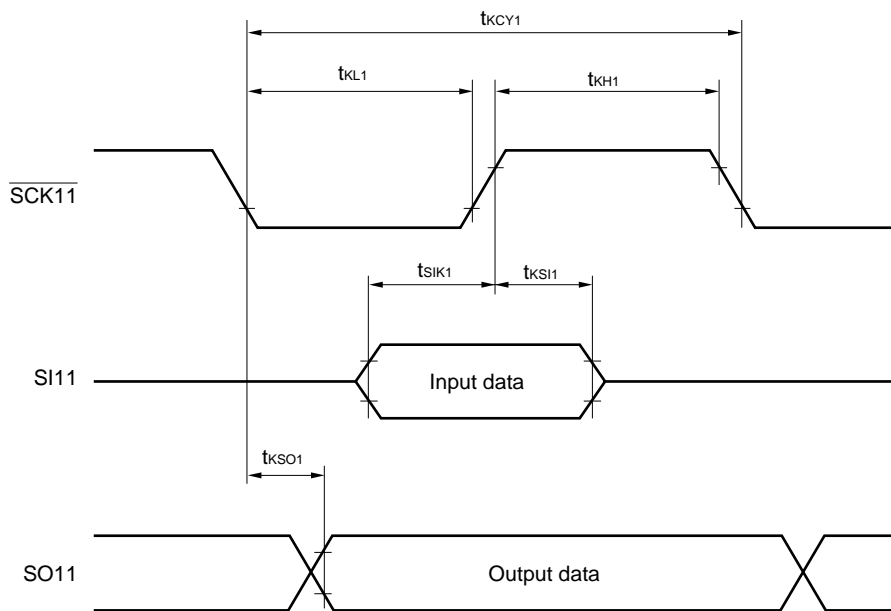 tKCY1
tKL1
tKH1
SCK11
tSIK1
tKSI1
SI11
Input data
tKSO1
SO11
Output data